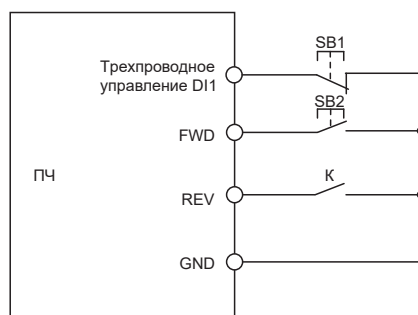 SB1
Трехпроводное
управление DI1
SB2
FWD
ПЧ
К
REV
GND